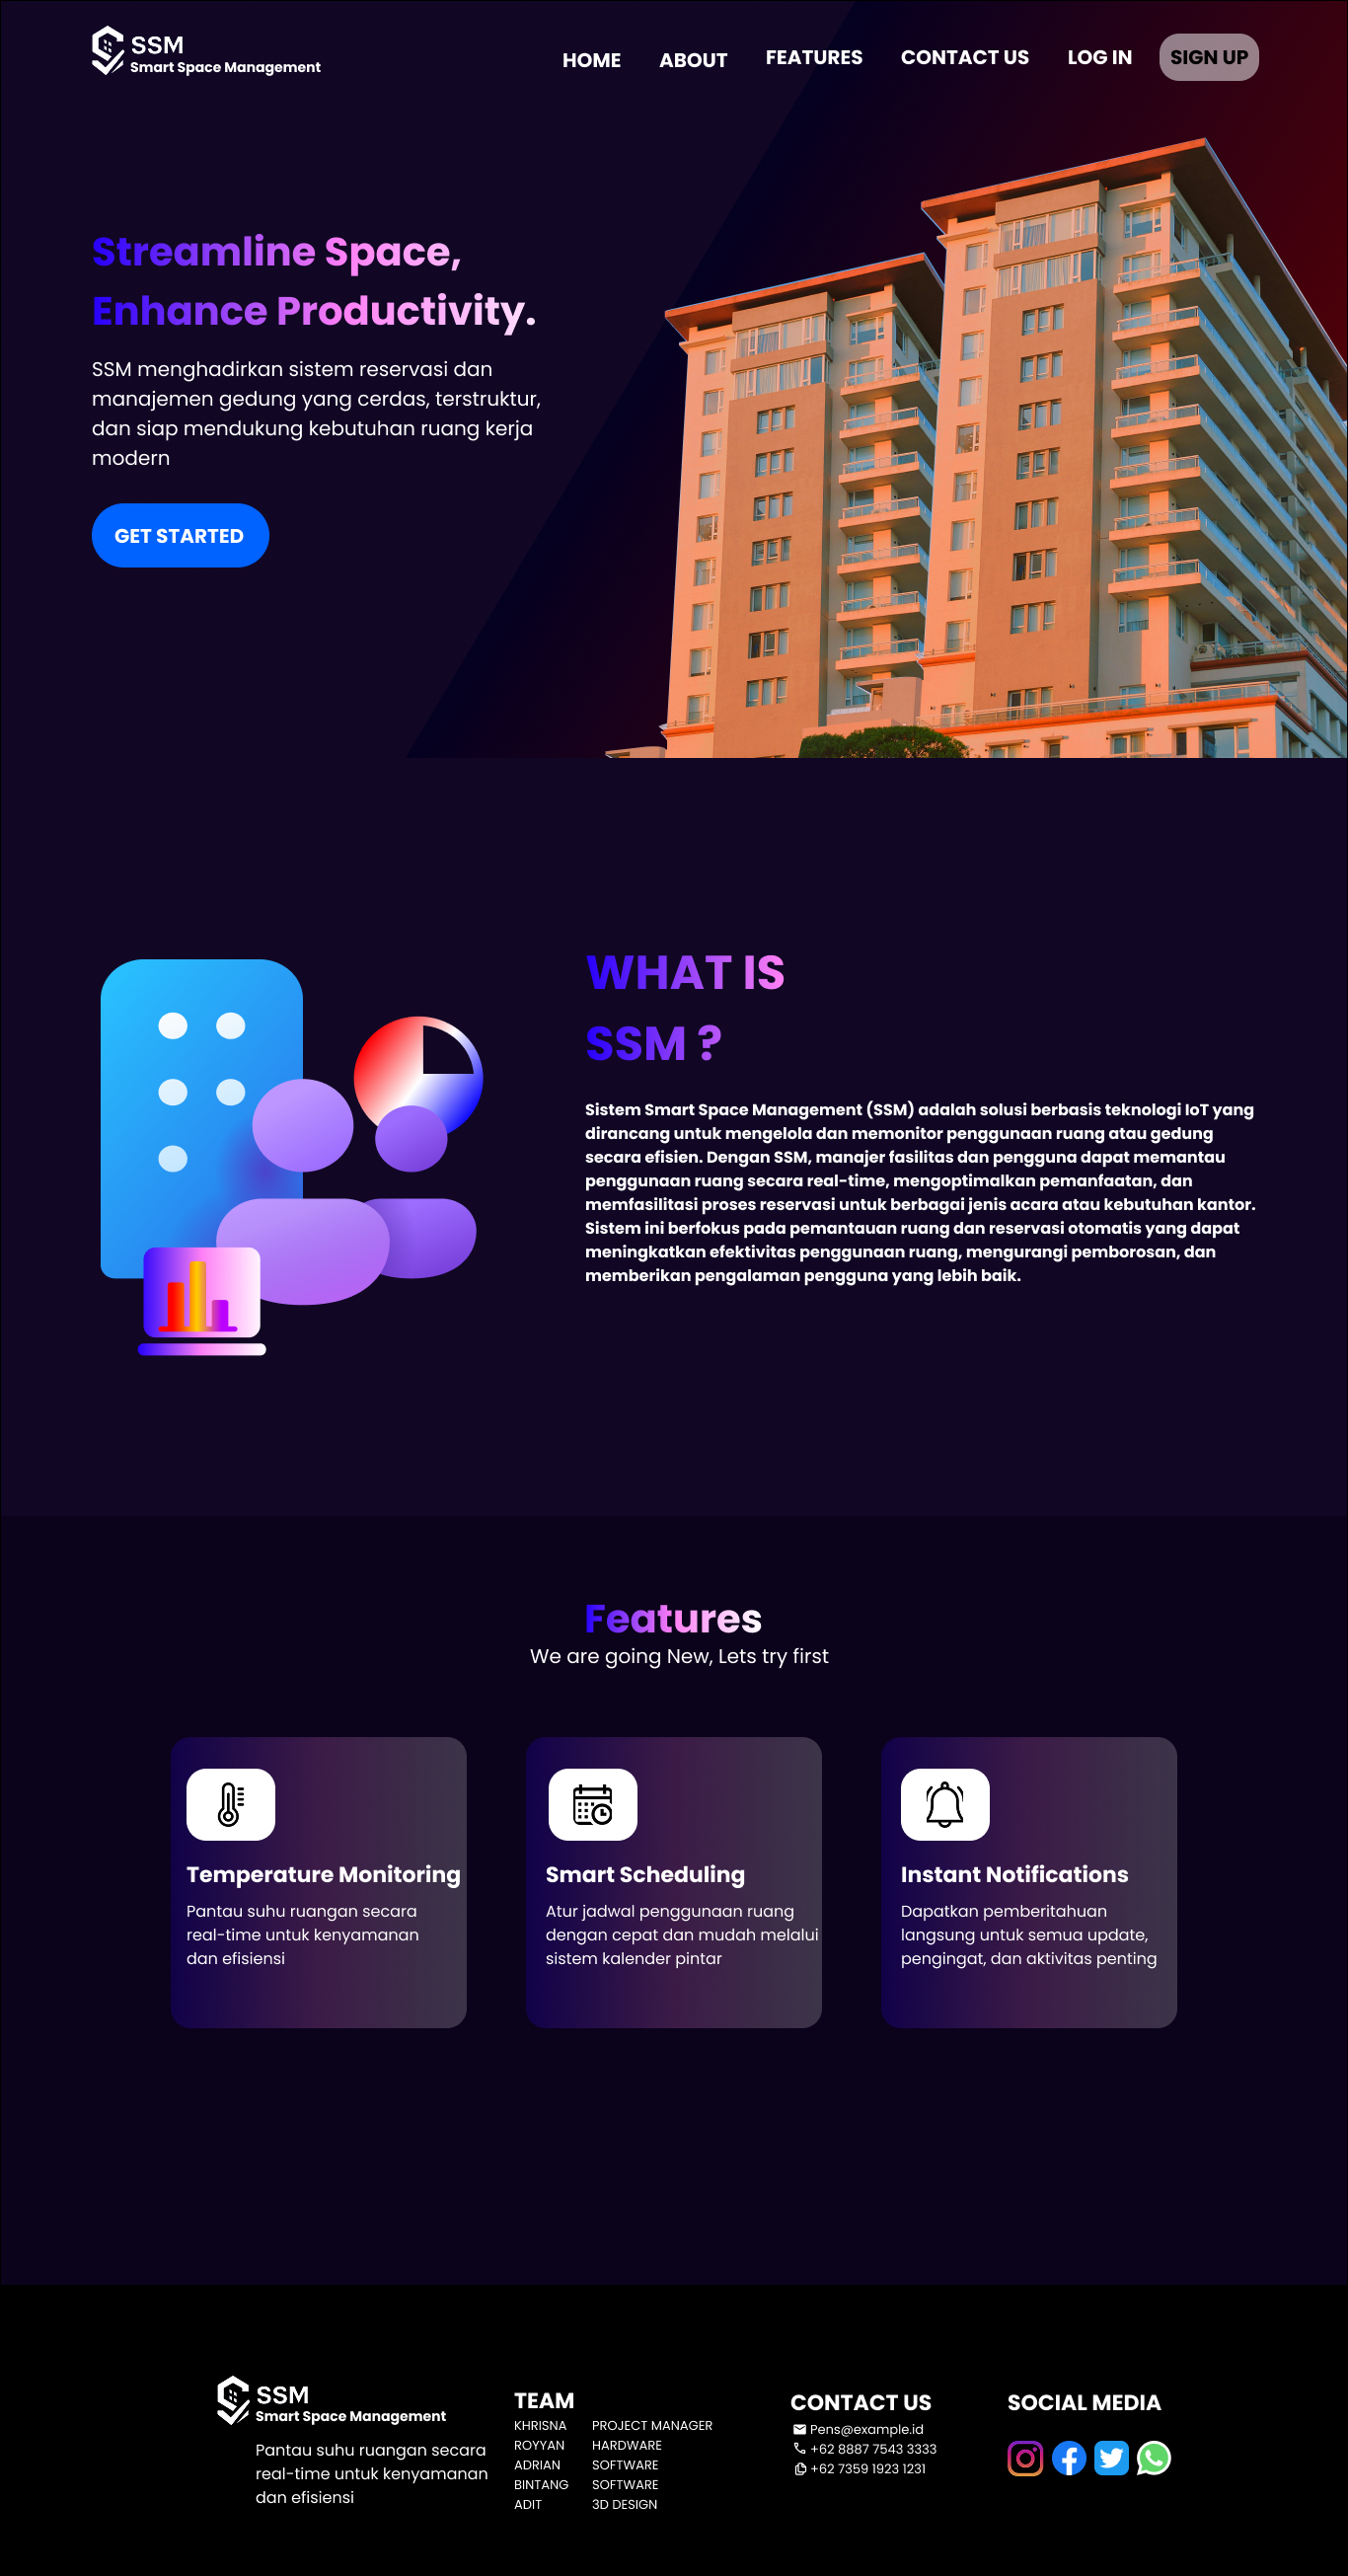 SSM
Smart Space Management
HOME ABOUT FEATURES CONTACT US LOG IN SIGN UP
Streamline Space,
Enhance Productivity.
SSM menghadirkan sistem reservasi dan
manajemen gedung yang cerdas, terstruktur,
dan siap mendukung kebutuhan ruang kerja
modern
GET STARTED
WHAT IS
SSM ?
Sistem Smart Space Management (SSM) adalah solusi berbasis teknologi IoT yang
dirancang untuk mengelola dan memonitor penggunaan ruang atau gedung
secara efisien. Dengan SSM, manajer fasilitas dan pengguna dapat memantau
penggunaan ruang secara real-time, mengoptimalkan pemanfaatan, dan
memfasilitasi proses reservasi untuk berbagai jenis acara atau kebutuhan kantor.
Sistem ini berfokus pada pemantauan ruang dan reservasi otomatis yang dapat
meningkatkan efektivitas penggunaan ruang, mengurangi pemborosan, dan
memberikan pengalaman pengguna yang lebih baik.
Features
We are going New, Lets try first
Temperature Monitoring
Pantau suhu ruangan secara
real-time untuk kenyamanan
dan efisiensi
Smart Scheduling
Atur jadwal penggunaan ruang
dengan cepat dan mudah melalui
sistem kalender pintar
Instant Notifications
Dapatkan pemberitahuan
langsung untuk semua update,
pengingat, dan aktivitas penting
SSM
Smart Space Management
Pantau suhu ruangan secara
real-time untuk kenyamanan
dan efisiensi
TEAM
KHRISNA PROJECT MANAGER
ROYYAN HARDWARE
ADRIAN SOFTWARE
BINTANG SOFTWARE
ADIT 3D DESIGN
CONTACT US
Pens@example.id
+62 8887 7543 3333
+62 7359 1923 1231
SOCIAL MEDIA